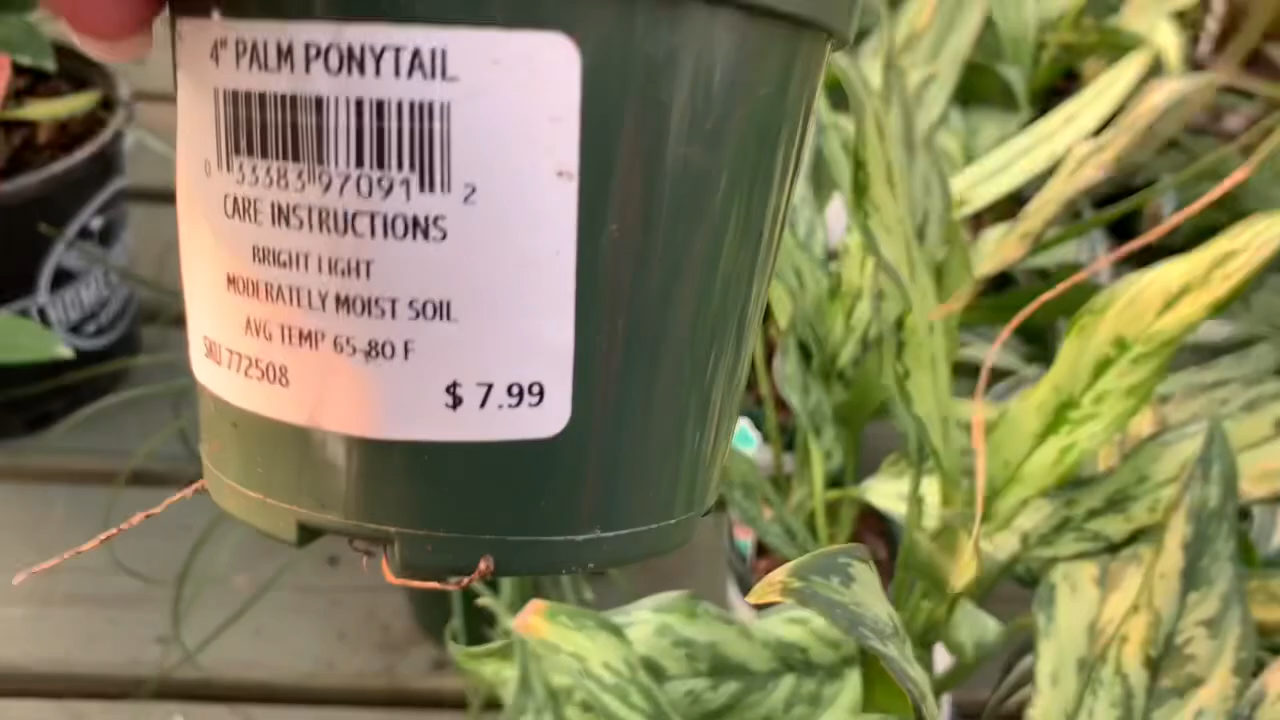 4" PALM PONYTAIL
0 33383 97091 2
CARE INSTRUCTIONS
BRIGHT LIGHT
MODERATELY MOIST SOIL
AVG TEMP 65-80 F
SKU 772508
$ 7.99
HOME